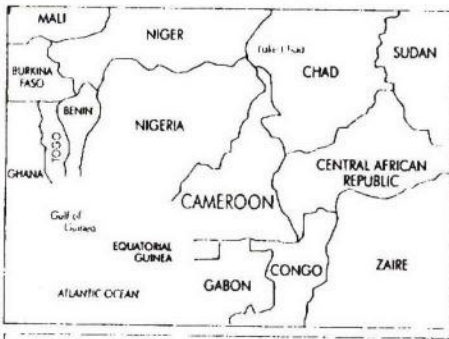 MALI
NIGER
Lake Chad
CHAD
SUDAN
BURKINA
FASO
BENIN
TOGO
NIGERIA
GHANA
CENTRAL AFRICAN
REPUBLIC
CAMEROON
Gulf of
Guinea
EQUATORIAL
GUINEA
GABON
CONGO
ZAIRE
ATLANTIC OCEAN